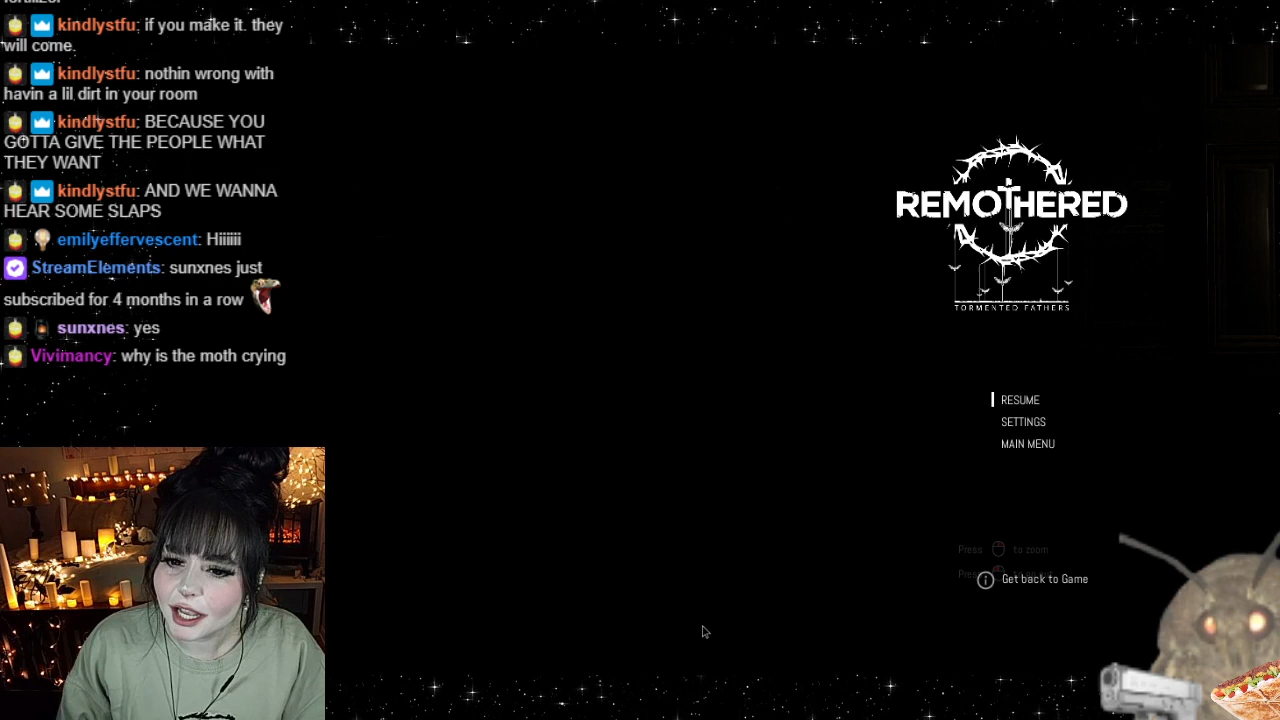 kindlystfu: if you make it. they
will come.
kindlystfu: nothin wrong with
havin a lil dirt in your room
kindlystfu: BECAUSE YOU
GOTTA GIVE THE PEOPLE WHAT
THEY WANT
kindlystfu: AND WE WANNA
HEAR SOME SLAPS
emilyeffervescent: Hiiiiii
StreamElements: sunxnes just
subscribed for 4 months in a row
sunxnes: yes
Vivimancy: why is the moth crying
REMOTHERED
TORMENTED FATHERS
RESUME
SETTINGS
MAIN MENU
Press to zoom
Get back to Game